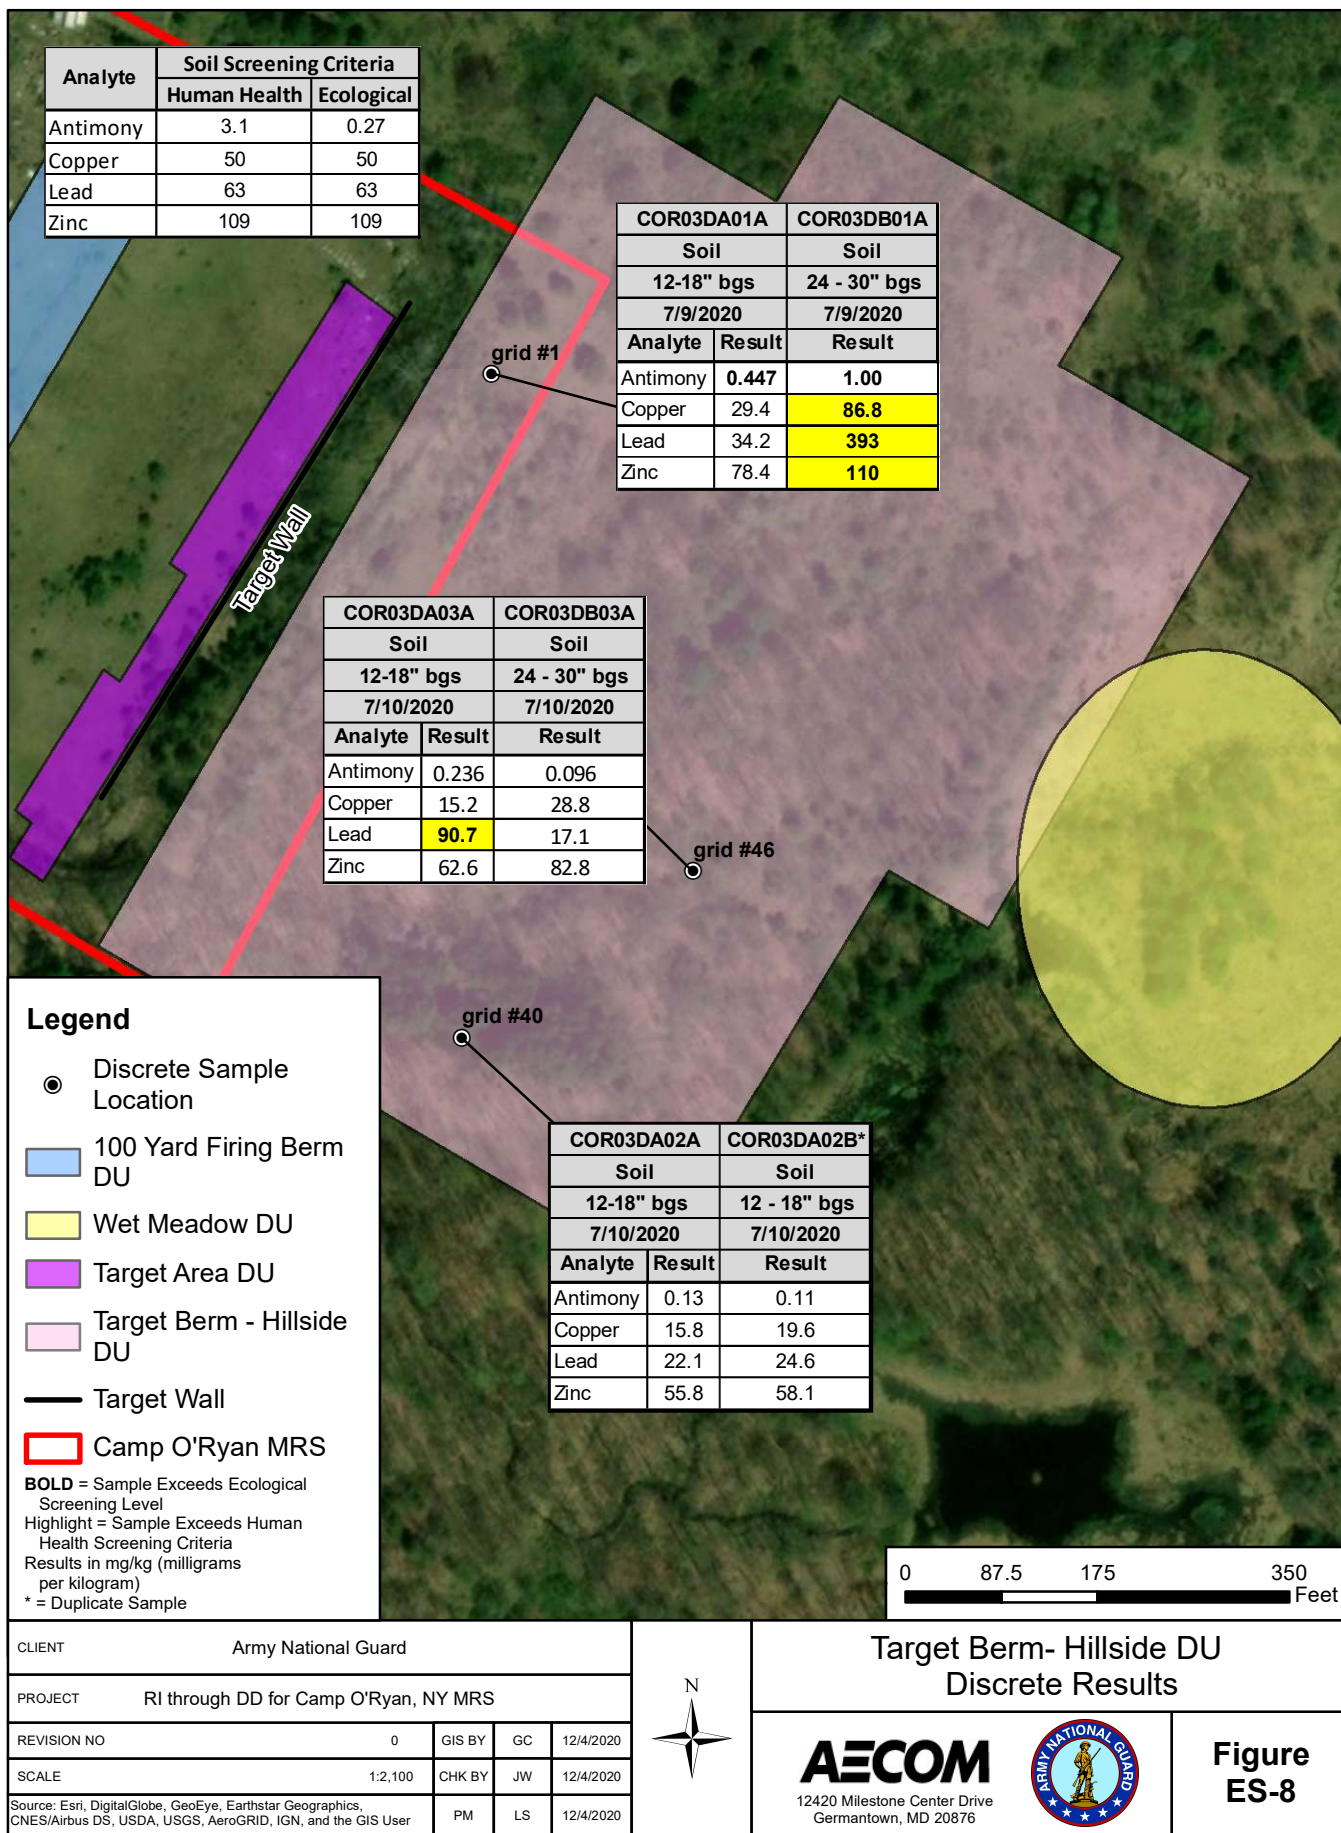 Analyte Soil Screening Criteria
Human Health Ecological
Antimony 3.1 0.27
Copper 50 50
Lead 63 63
Zinc 109 109
COR03DA01A COR03DB01A
Soil Soil
12-18" bgs 24 - 30" bgs
7/9/2020 7/9/2020
Analyte Result Result
Antimony 0.447 1.00
Copper 29.4 86.8
Lead 34.2 393
Zinc 78.4 110
grid #1
Target Wall
COR03DA03A COR03DB03A
Soil Soil
12-18" bgs 24 - 30" bgs
7/10/2020 7/10/2020
Analyte Result Result
Antimony 0.236 0.096
Copper 15.2 28.8
Lead 90.7 17.1
Zinc 62.6 82.8
grid #46
grid #40
COR03DA02A COR03DA02B*
Soil Soil
12-18" bgs 12 - 18" bgs
7/10/2020 7/10/2020
Analyte Result Result
Antimony 0.13 0.11
Copper 15.8 19.6
Lead 22.1 24.6
Zinc 55.8 58.1
Legend
Discrete Sample
Location
100 Yard Firing Berm
DU
Wet Meadow DU
Target Area DU
Target Berm - Hillside
DU
Target Wall
Camp O'Ryan MRS
BOLD = Sample Exceeds Ecological
Screening Level
Highlight = Sample Exceeds Human
Health Screening Criteria
Results in mg/kg (milligrams
per kilogram)
* = Duplicate Sample
0 87.5 175 350
Feet
CLIENT Army National Guard
PROJECT RI through DD for Camp O'Ryan, NY MRS
REVISION NO 0 GIS BY GC 12/4/2020
SCALE 1:2,100 CHK BY JW 12/4/2020
Source: Esri, DigitalGlobe, GeoEye, Earthstar Geographics,
CNES/Airbus DS, USDA, USGS, AeroGRID, IGN, and the GIS User
PM LS 12/4/2020
N
Target Berm- Hillside DU
Discrete Results
AECOM
12420 Milestone Center Drive
Germantown, MD 20876
ARMY NATIONAL GUARD
Figure
ES-8